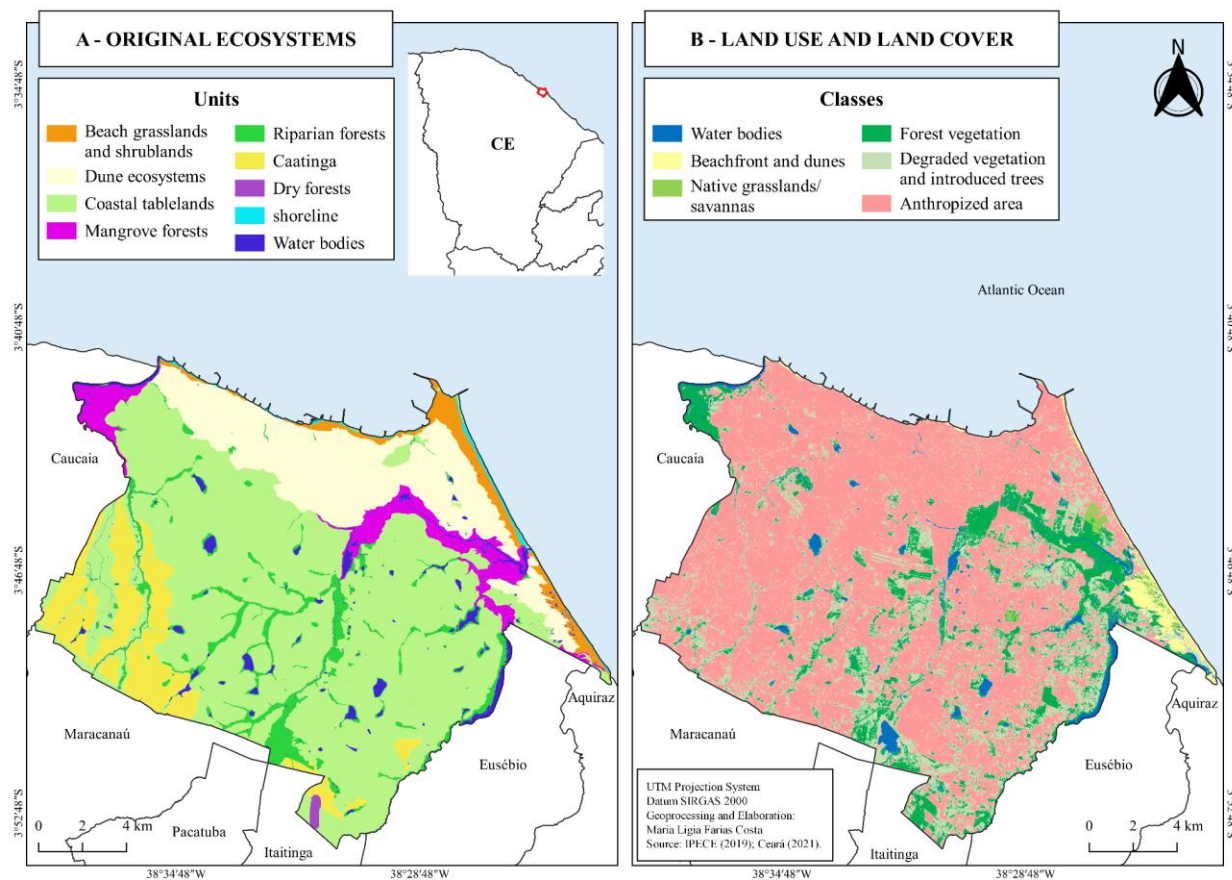 A - ORIGINAL ECOSYSTEMS
Units
Beach grasslands
and shrublands
Dune ecosystems
Coastal tablelands
Mangrove forests
Riparian forests
Caatinga
Dry forests
shoreline
Water bodies
CE
3°34'48"S
3°40'48"S
3°46'48"S
3°52'48"S
Caucaia
Maracanaú
Pacatuba
Itaitinga
Eusébio
Aquiraz
0 2 4 km
38°34'48"W
38°28'48"W
B - LAND USE AND LAND COVER
Classes
Water bodies
Beachfront and dunes
Native grasslands/
savannas
Forest vegetation
Degraded vegetation
and introduced trees
Anthropized area
N
Atlantic Ocean
Caucaia
Maracanaú
Itaitinga
Eusébio
Aquiraz
UTM Projection System
Datum SIRGAS 2000
Geoprocessing and Elaboration:
Maria Ligia Farias Costa
Source: IPECE (2019); Ceará (2021).
0 2 4 km
38°34'48"W
38°28'48"W
3°34'48"S